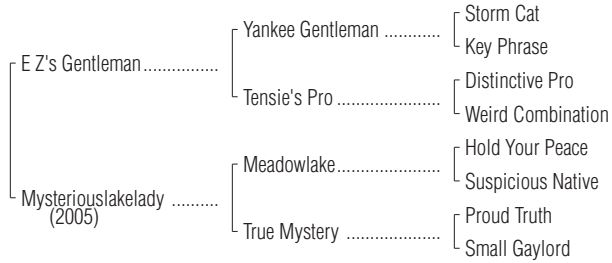 Storm Cat
Yankee Gentleman ............
Key Phrase
E Z's Gentleman ................
Distinctive Pro
Tensie's Pro ......................
Weird Combination
Hold Your Peace
Meadowlake......................
Suspicious Native
Mysteriouslakelady ..........
(2005)
Proud Truth
True Mystery ....................
Small Gaylord